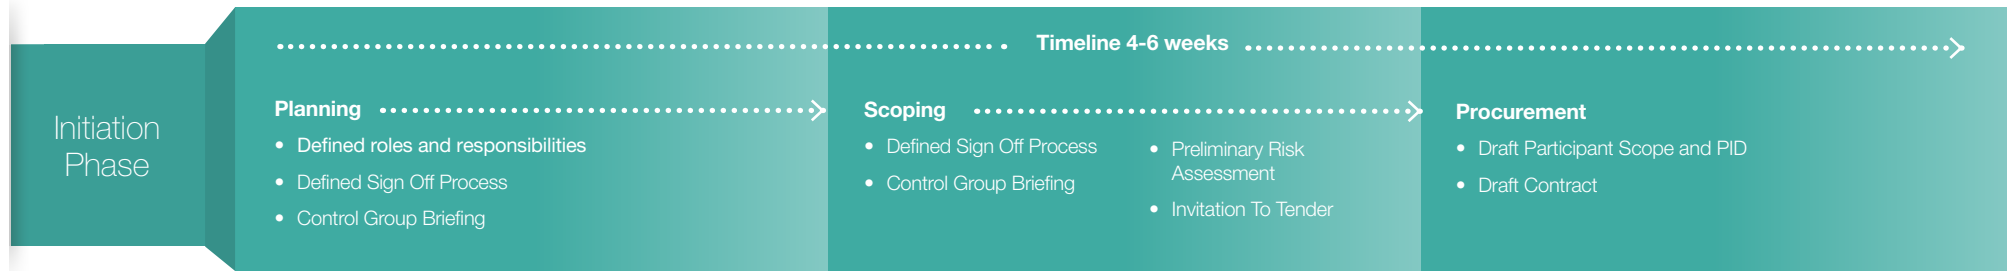 Initiation
Phase
Timeline 4-6 weeks
Planning
• Defined roles and responsibilities
• Defined Sign Off Process
• Control Group Briefing
Scoping
• Defined Sign Off Process
• Control Group Briefing
• Preliminary Risk
Assessment
• Invitation To Tender
Procurement
• Draft Participant Scope and PID
• Draft Contract